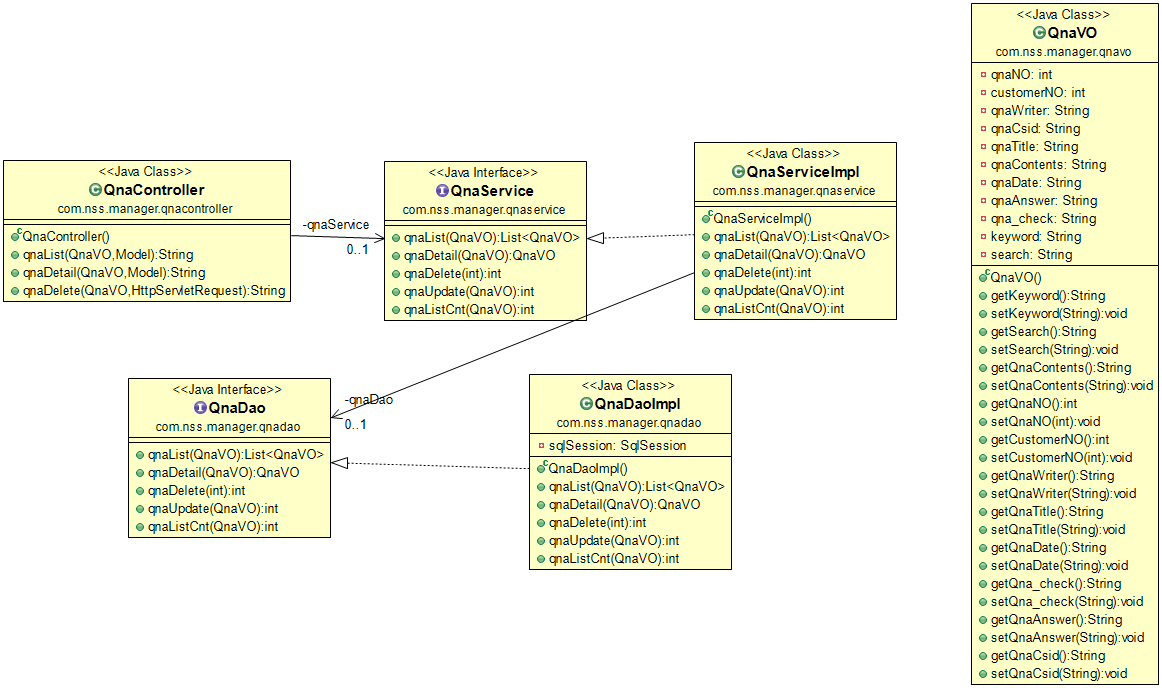 <<Java Class>>
QnaController
com.nss.manager.qnacontroller
QnaController()
qnaList(QnaVO,Model):String
qnaDetail(QnaVO,Model):String
qnaDelete(QnaVO,HttpServletRequest):String
-qnaService
0..1
<<Java Interface>>
QnaService
com.nss.manager.qnaservice
qnaList(QnaVO):List<QnaVO>
qnaDetail(QnaVO):QnaVO
qnaDelete(int):int
qnaUpdate(QnaVO):int
qnaListCnt(QnaVO):int
<<Java Class>>
QnaServiceImpl
com.nss.manager.qnaservice
QnaServiceImpl()
qnaList(QnaVO):List<QnaVO>
qnaDetail(QnaVO):QnaVO
qnaDelete(int):int
qnaUpdate(QnaVO):int
qnaListCnt(QnaVO):int
<<Java Interface>>
QnaDao
com.nss.manager.qnadao
qnaList(QnaVO):List<QnaVO>
qnaDetail(QnaVO):QnaVO
qnaDelete(int):int
qnaUpdate(QnaVO):int
qnaListCnt(QnaVO):int
-qnaDao
0..1
<<Java Class>>
QnaDaoImpl
com.nss.manager.qnadao
sqlSession: SqlSession
QnaDaoImpl()
qnaList(QnaVO):List<QnaVO>
qnaDetail(QnaVO):QnaVO
qnaDelete(int):int
qnaUpdate(QnaVO):int
qnaListCnt(QnaVO):int
<<Java Class>>
QnaVO
com.nss.manager.qnavo
qnaNO: int
customerNO: int
qnaWriter: String
qnaCsid: String
qnaTitle: String
qnaContents: String
qnaDate: String
qnaAnswer: String
qna_check: String
keyword: String
search: String
QnaVO()
getKeyword():String
setKeyword(String):void
getSearch():String
setSearch(String):void
getQnaContents():String
setQnaContents(String):void
getQnaNO():int
setQnaNO(int):void
getCustomerNO():int
setCustomerNO(int):void
getQnaWriter():String
setQnaWriter(String):void
getQnaTitle():String
setQnaTitle(String):void
getQnaDate():String
setQnaDate(String):void
getQna_check():String
setQna_check(String):void
getQnaAnswer():String
setQnaAnswer(String):void
getQnaCsid():String
setQnaCsid(String):void